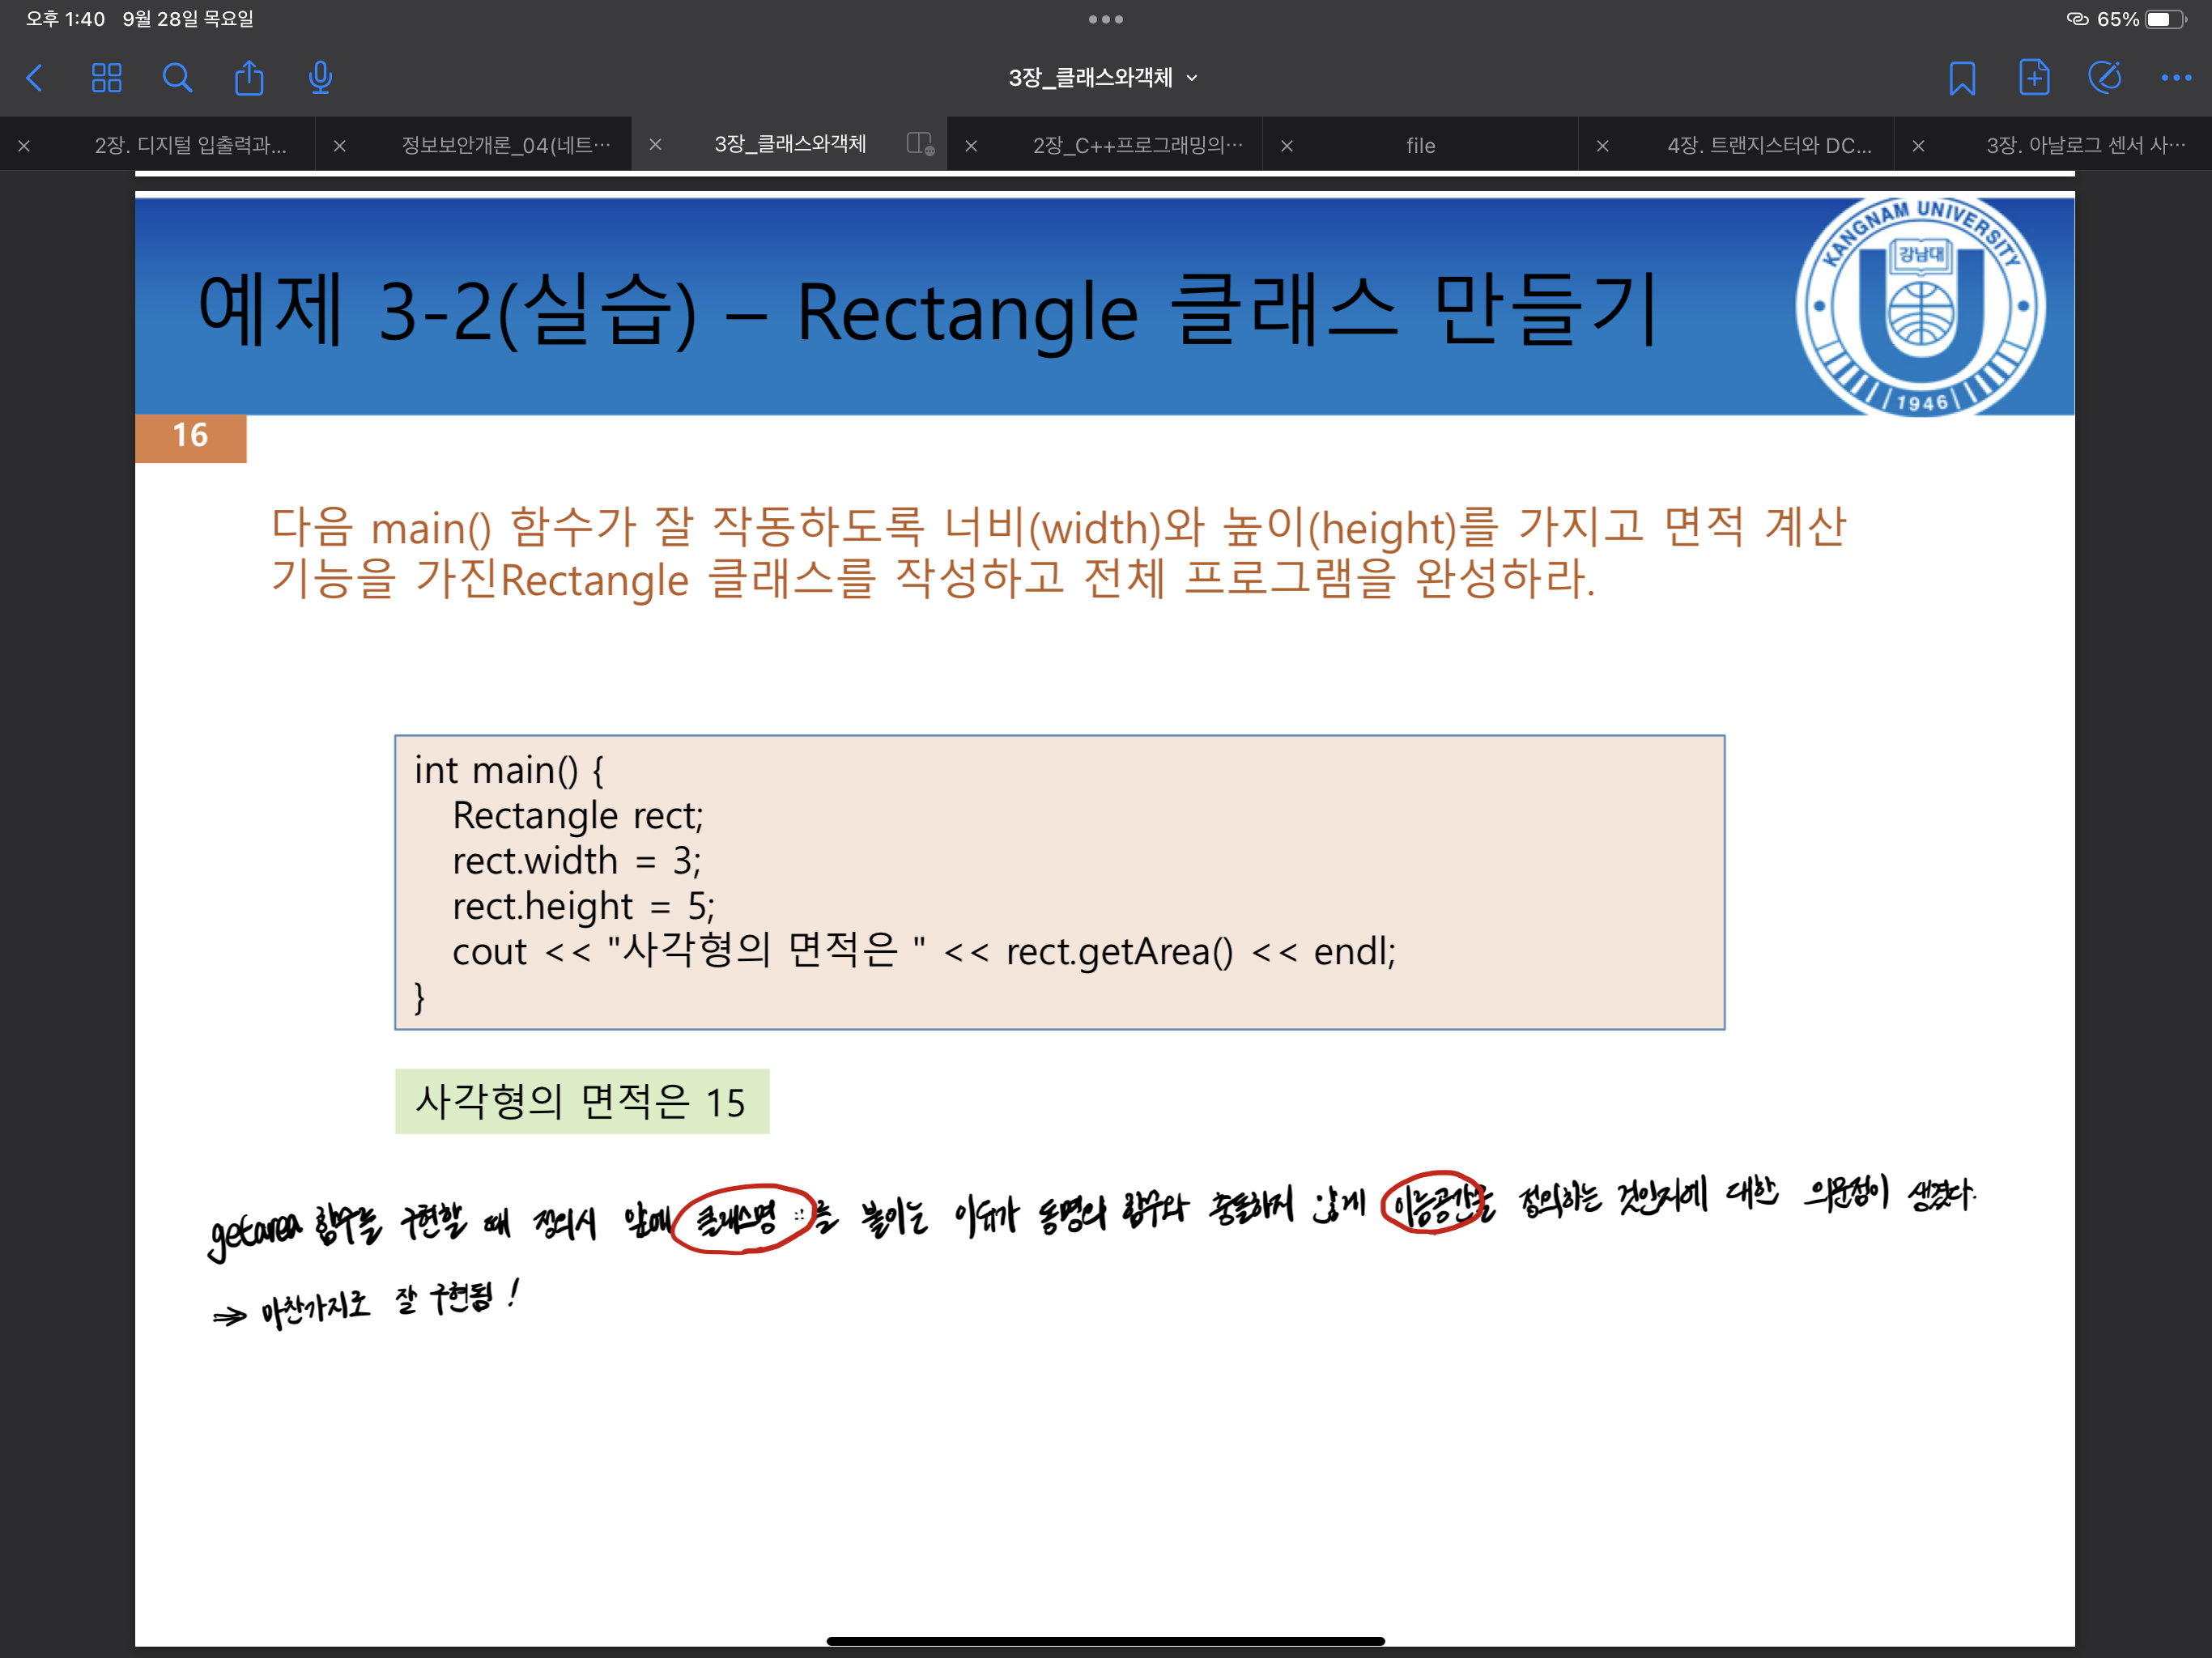 오후 1:40 9월 28일 목요일
65%
3장_클래스와객체
2장. 디지털 입출력과...
정보보안개론_04(네트...
3장_클래스와객체
2장_C++프로그래밍의...
file
4장. 트랜지스터와 DC...
3장. 아날로그 센서 사...
예제 3-2(실습) – Rectangle 클래스 만들기
KANGNAM UNIVERSITY
강남대
1946
16
다음 main() 함수가 잘 작동하도록 너비(width)와 높이(height)를 가지고 면적 계산
기능을 가진Rectangle 클래스를 작성하고 전체 프로그램을 완성하라.
int main() {
Rectangle rect;
rect.width = 3;
rect.height = 5;
cout << "사각형의 면적은 " << rect.getArea() << endl;
}
사각형의 면적은 15
getarea 함수를 구현할 때 정의시 앞에 클래스명 :: 를 붙이는 이유가 동명의 함수와 충돌하지 않게 이름공간을 정의하는 것인지에 대한 의문점이 생겼다.
⇒ 마찬가지로 잘 구현됨!